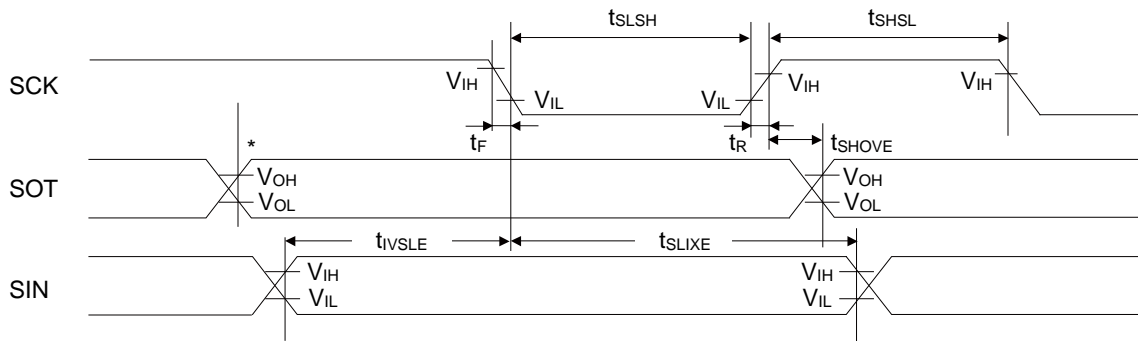 tSLSH
tSHSL
SCK
VIH
VIL
VIL
VIH
VIH
tF
tR
tSHOVE
*
SOT
VOH
VOL
VOH
VOL
tIVSLE
tSLIXE
SIN
VIH
VIL
VIH
VIL